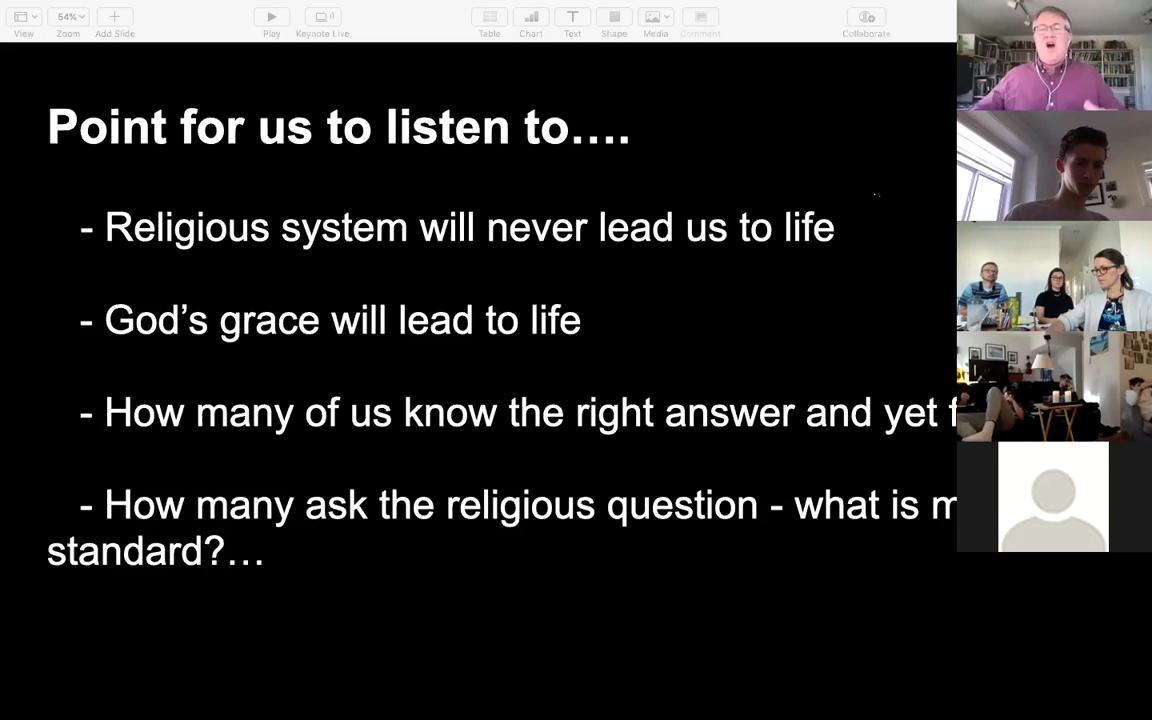 View
54%
Zoom
Add Slide
Play
Keynote Live
Table
Chart
Text
Shape
Media
Comment
Collaborate
Point for us to listen to….
- Religious system will never lead us to life
- God’s grace will lead to life
- How many of us know the right answer and yet
- How many ask the religious question - what is
standard?…